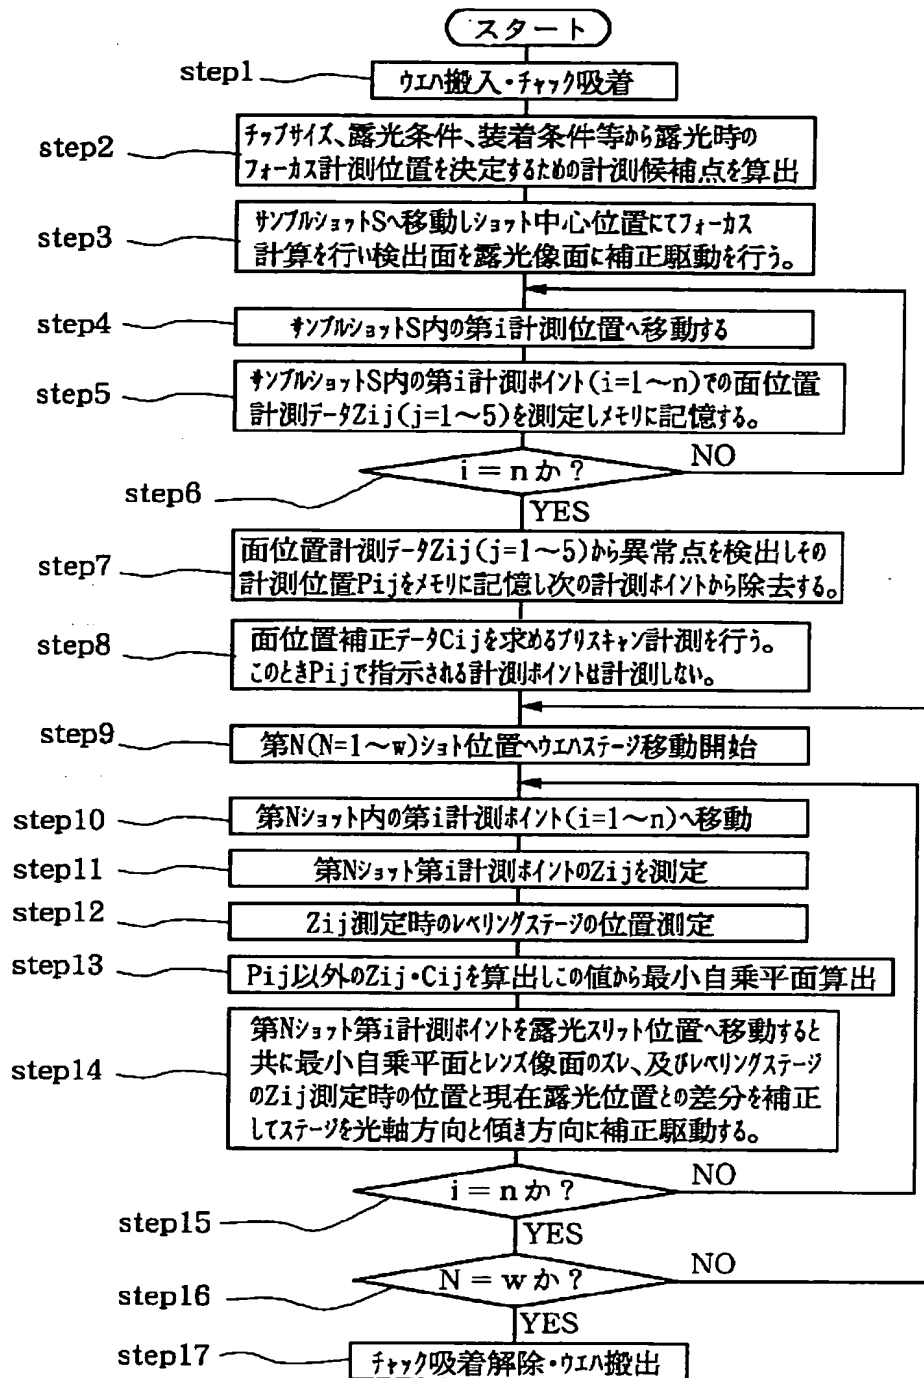 スタート
step1
ウエハ搬入・チャック吸着
step2
チップサイズ、露光条件、装着条件等から露光時の
フォーカス計測位置を決定するための計測候補点を算出
step3
サンプルショットSへ移動しショット中心位置にてフォーカス
計算を行い検出面を露光像面に補正駆動を行う。
step4
サンプルショットS内の第i計測位置へ移動する
step5
サンプルショットS内の第i計測ポイント(i=1~n)での面位置
計測データZij(j=1~5)を測定しメモリに記憶する。
step6
i=nか?
NO
YES
step7
面位置計測データZij(j=1~5)から異常点を検出しその
計測位置Pijをメモリに記憶し次の計測ポイントから除去する。
step8
面位置補正データCijを求めるプリスキャン計測を行う。
このときPijで指示される計測ポイントは計測しない。
step9
第N(N=1~w)ショト位置へウエハステージ移動開始
step10
第Nショット内の第i計測ポイント(i=1~n)へ移動
step11
第Nショット第i計測ポイントのZijを測定
step12
Zij測定時のレベリングステージの位置測定
step13
Pij以外のZij・Cijを算出しこの値から最小自乗平面算出
step14
第Nショット第i計測ポイントを露光スリット位置へ移動すると
共に最小自乗平面とレンズ像面のズレ、及びレベリングステージ
のZij測定時の位置と現在露光位置との差分を補正
してステージを光軸方向と傾き方向に補正駆動する。
step15
i=nか?
NO
YES
step16
N=wか?
NO
YES
step17
チャック吸着解除・ウエハ搬出